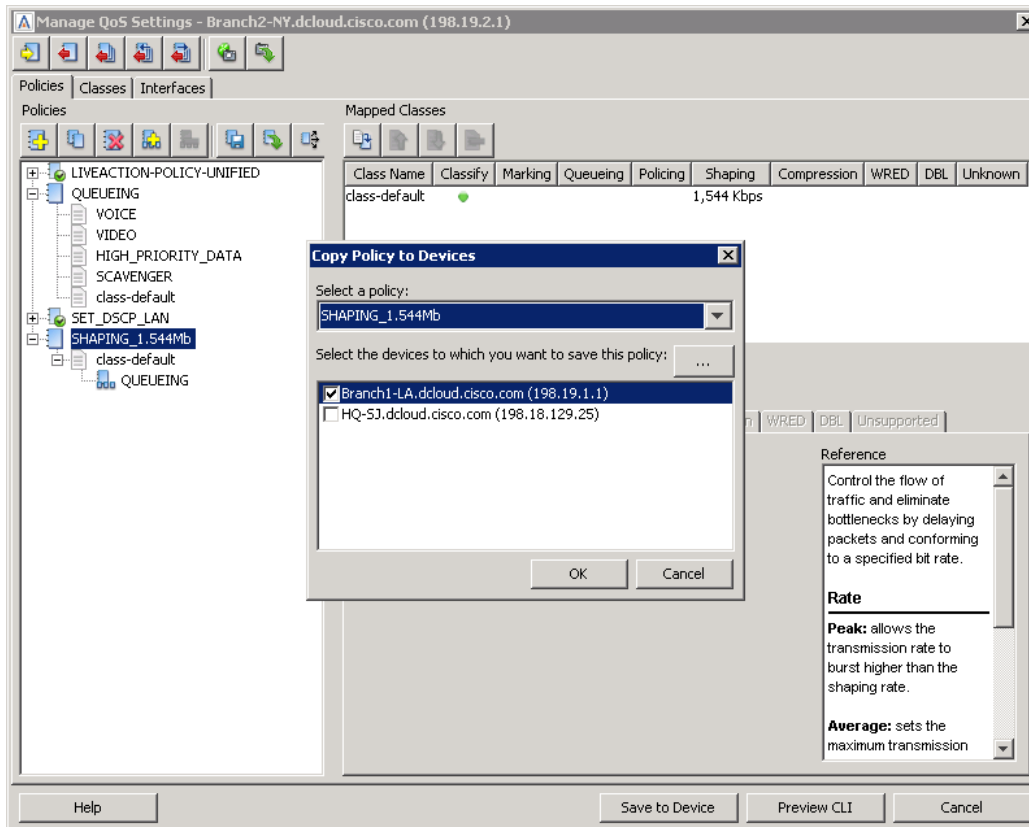 Manage QoS Settings - Branch2-NY.dcloud.cisco.com (198.19.2.1)
Policies Classes Interfaces
Policies
LIVEACTION-POLICY-UNIFIED
QUEUEING
VOICE
VIDEO
HIGH_PRIORITY_DATA
SCAVENGER
class-default
SET_DSCP_LAN
SHAPING_1.544Mb
class-default
QUEUEING
Mapped Classes
Class Name Classify Marking Queueing Policing Shaping Compression WRED DBL Unknown
class-default 1,544 Kbps
Copy Policy to Devices
Select a policy:
SHAPING_1.544Mb
Select the devices to which you want to save this policy: ...
Branch1-LA.dcloud.cisco.com (198.19.1.1)
HQ-SJ.dcloud.cisco.com (198.18.129.25)
OK Cancel
WRED DBL Unsupported
Reference
Control the flow of
traffic and eliminate
bottlenecks by delaying
packets and conforming
to a specified bit rate.
Rate
Peak: allows the
transmission rate to
burst higher than the
shaping rate.
Average: sets the
maximum transmission
Help Save to Device Preview CLI Cancel